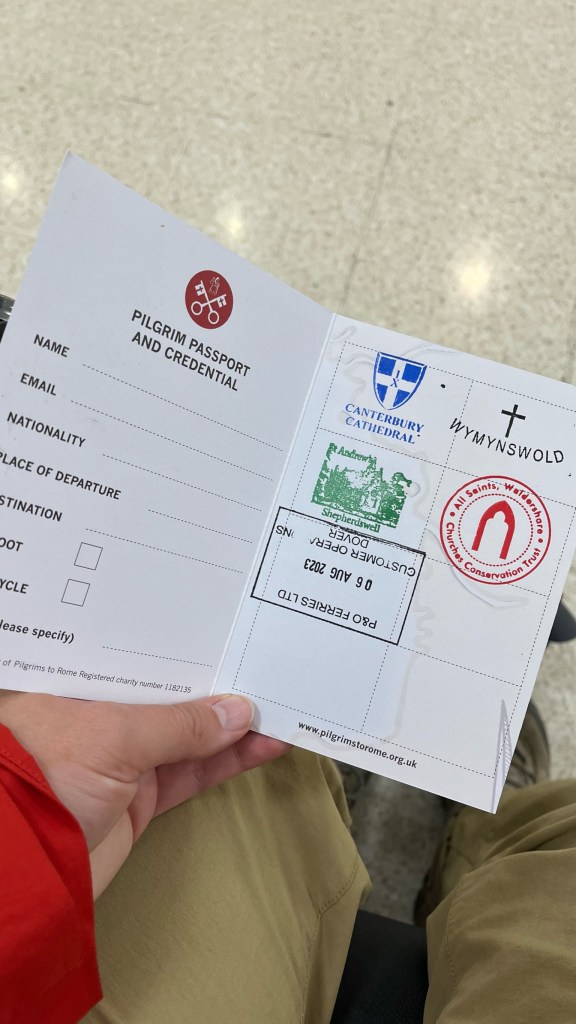 PILGRIM PASSPORT
AND CREDENTIAL
NAME
EMAIL
NATIONALITY
PLACE OF DEPARTURE
STINATION
OOT
YCLE
lease specify)
of Pilgrims to Rome Registered charity number 1182135
CANTERBURY
CATHEDRAL
WYMYNSWOLD
Andrew's
Shepherdswell
All Saints, Waldershare
Churches Conservation Trust
P&O FERRIES LTD
06 AUG 2023
CUSTOMER OPERA NS
DOVER
www.pilgrimstorome.org.uk